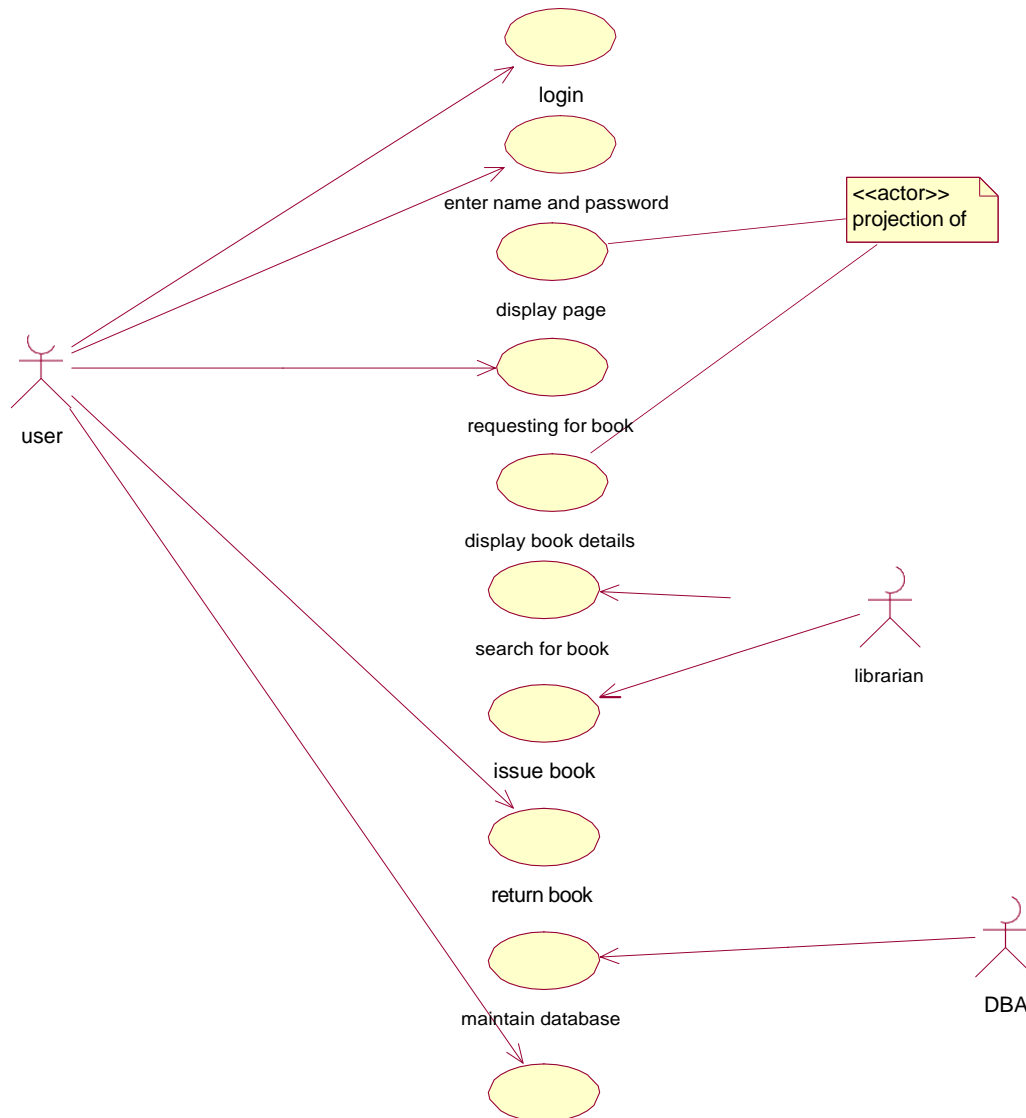 login
enter name and password
<<actor>>
projection of
display page
requesting for book
user
display book details
search for book
librarian
issue book
return book
DBA
maintain database